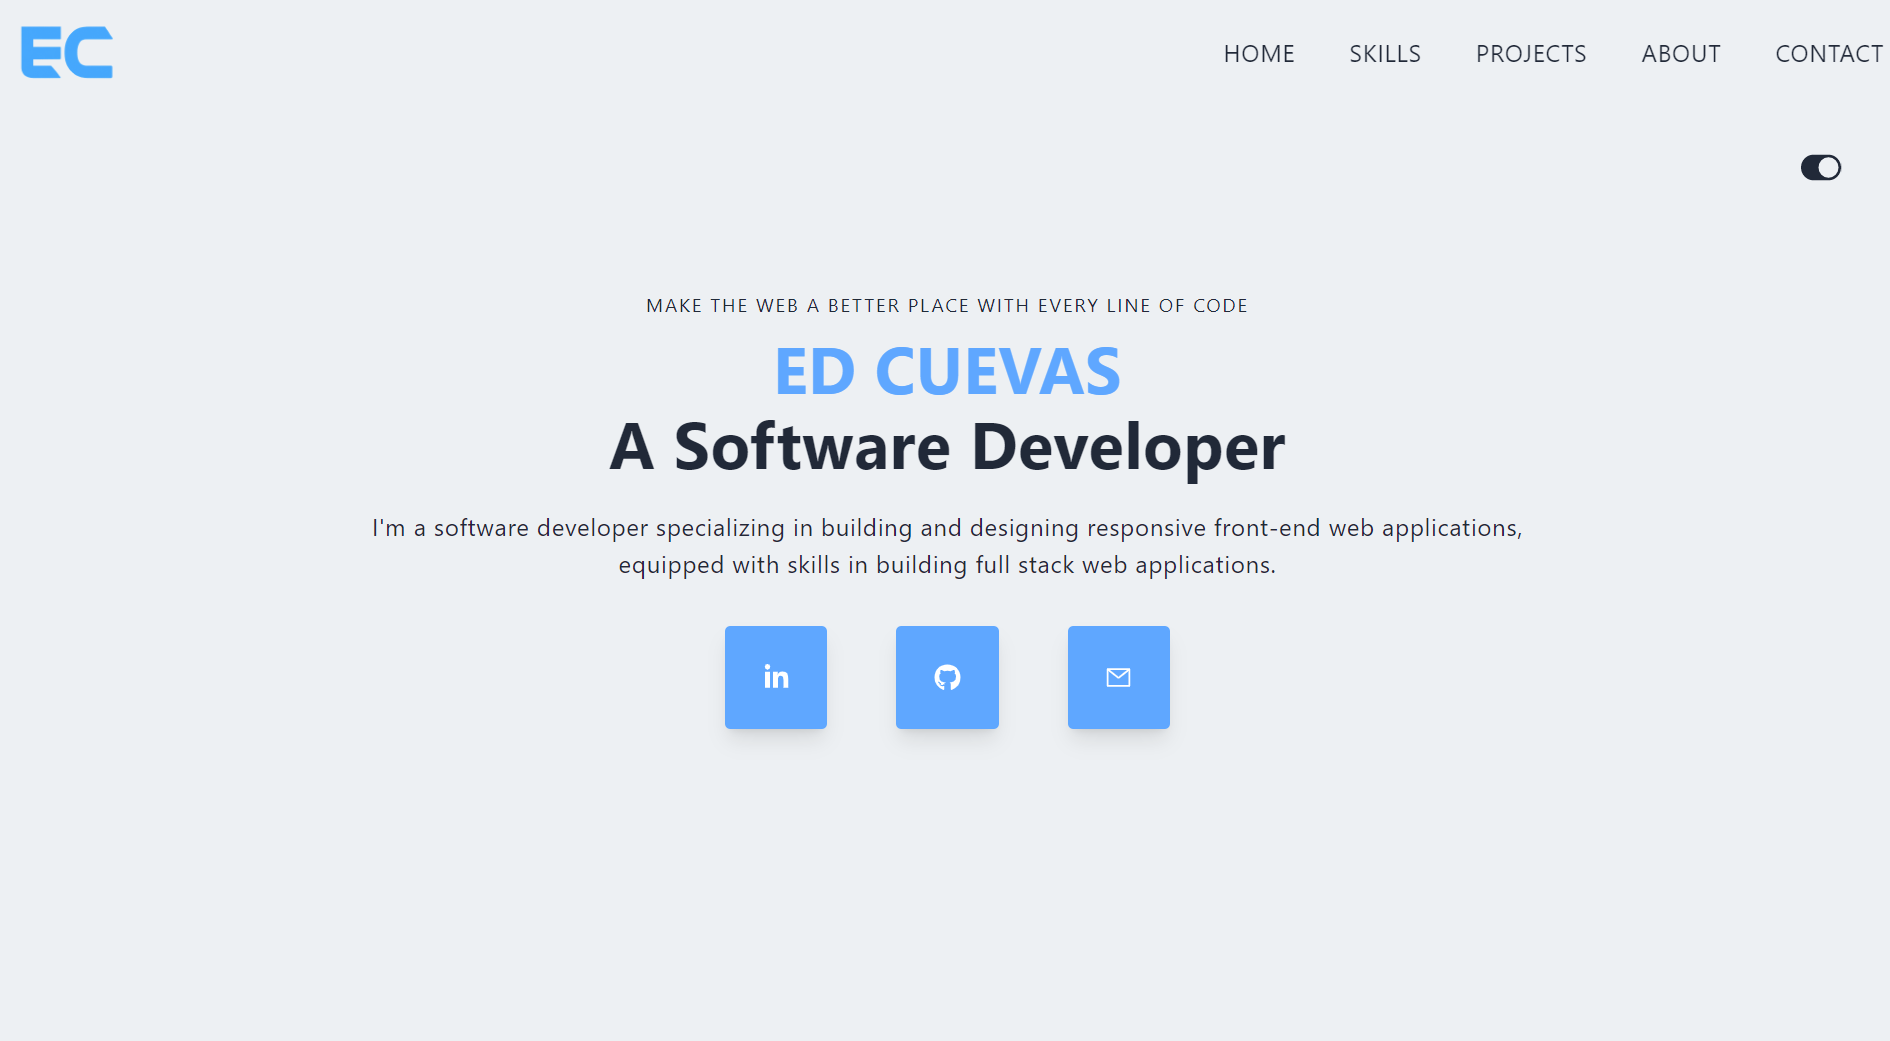 EC
HOME SKILLS PROJECTS ABOUT CONTACT
MAKE THE WEB A BETTER PLACE WITH EVERY LINE OF CODE
ED CUEVAS
A Software Developer
I'm a software developer specializing in building and designing responsive front-end web applications,
equipped with skills in building full stack web applications.
in